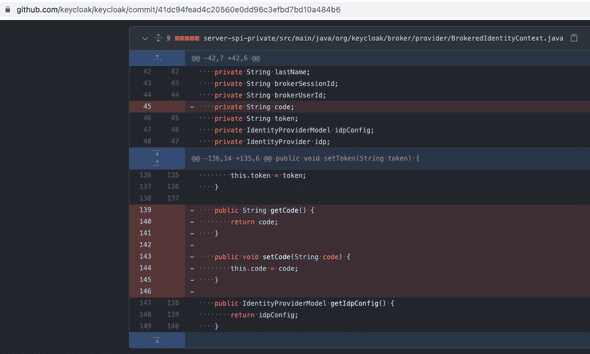 github.com/keycloak/keycloak/commit/41dc94fead4c20560e0dd96c3efbd7bd10a484b6
9 server-spi-private/src/main/java/org/keycloak/broker/provider/BrokeredIdentityContext.java
@@ -42,7 +42,6 @@
42 42 private String lastName;
43 43 private String brokerSessionId;
44 44 private String brokerUserId;
45 - private String code;
46 45 private String token;
47 46 private IdentityProviderModel idpConfig;
48 47 private IdentityProvider idp;
@@ -136,14 +135,6 @@ public void setToken(String token) {
136 135 this.token = token;
137 136 }
138 137
139 - public String getCode() {
140 - return code;
141 - }
142 -
143 - public void setCode(String code) {
144 - this.code = code;
145 - }
146 -
147 138 public IdentityProviderModel getIdpConfig() {
148 139 return idpConfig;
149 140 }